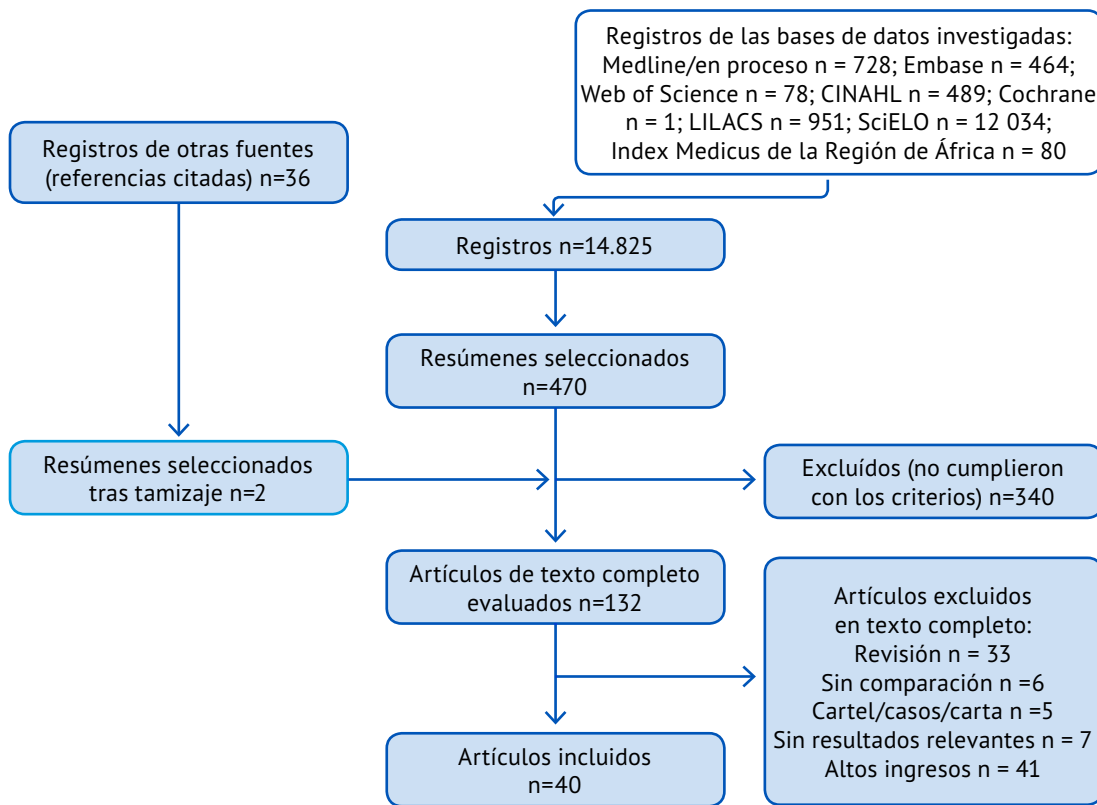 Registros de las bases de datos investigadas:
Medline/en proceso n = 728; Embase n = 464;
Web of Science n = 78; CINAHL n = 489; Cochrane
n = 1; LILACS n = 951; SciELO n = 12 034;
Index Medicus de la Región de África n = 80
Registros de otras fuentes
(referencias citadas) n=36
Registros n=14.825
Resúmenes seleccionados
n=470
Resúmenes seleccionados
tras tamizaje n=2
Excluídos (no cumplieron
con los criterios) n=340
Artículos de texto completo
evaluados n=132
Artículos excluidos
en texto completo:
Revisión n = 33
Sin comparación n =6
Cartel/casos/carta n =5
Sin resultados relevantes n = 7
Altos ingresos n = 41
Artículos incluidos
n=40